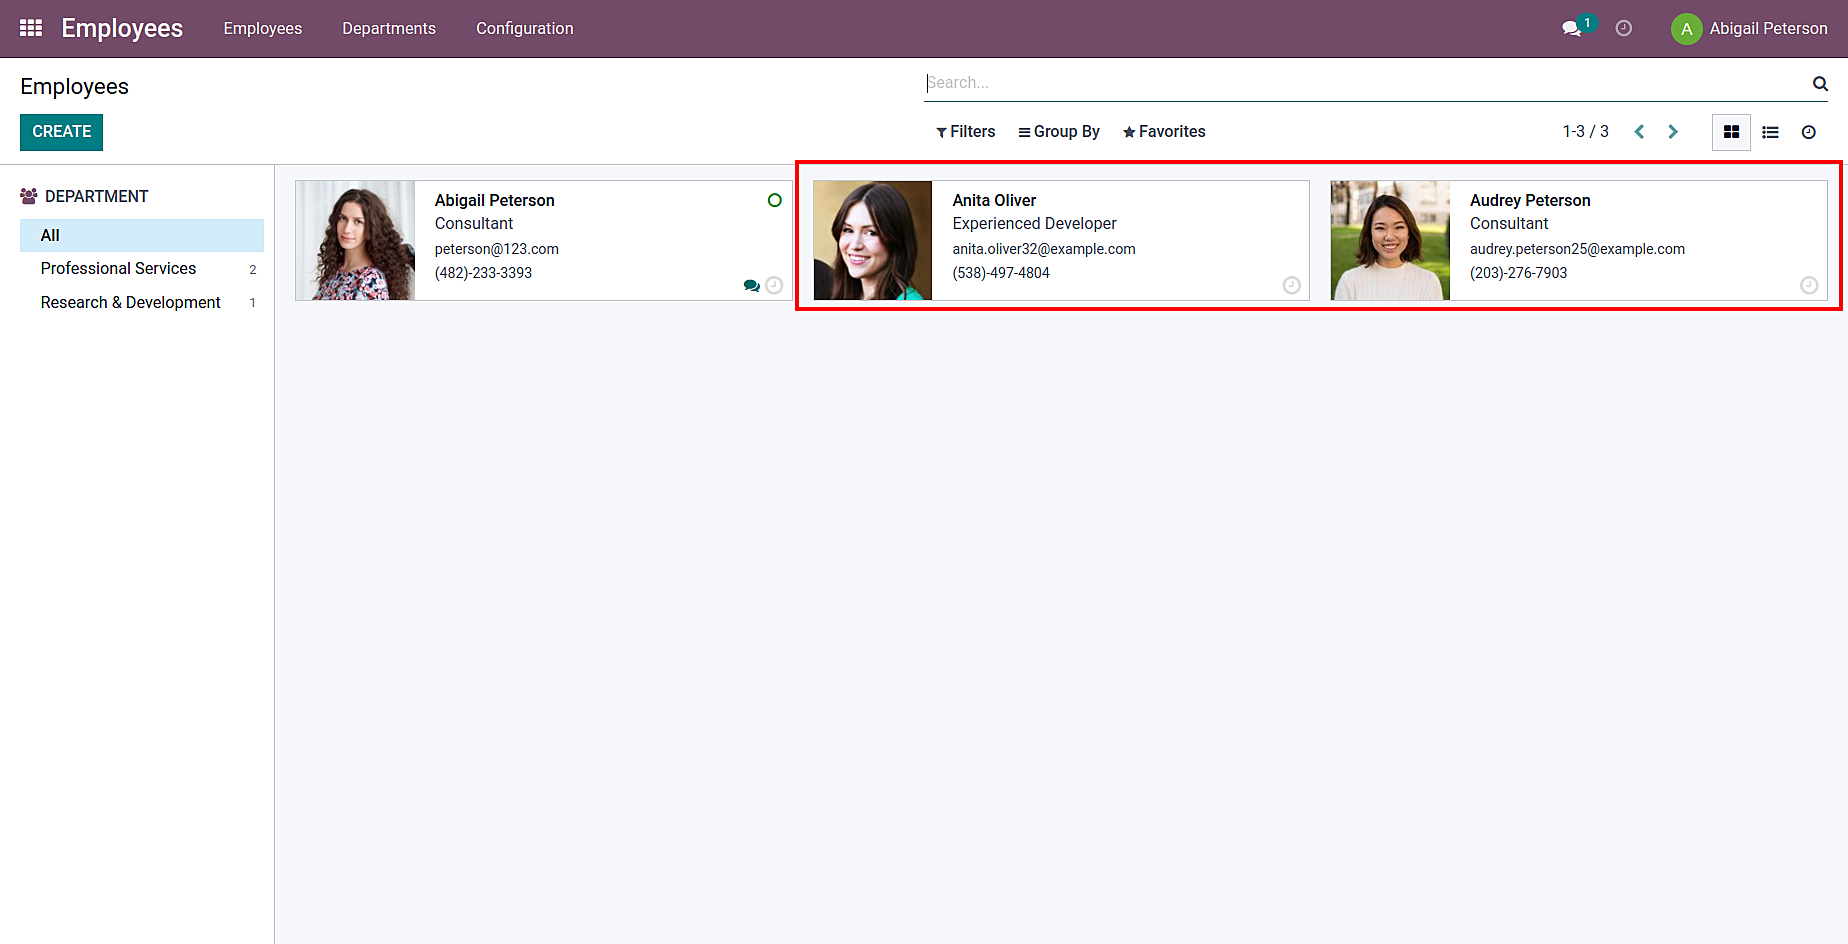 Employees Employees Departments Configuration 1 A Abigail Peterson
Employees
Search...
CREATE
Filters Group By Favorites 1-3 / 3
DEPARTMENT
All
Professional Services 2
Research & Development 1
Abigail Peterson
Consultant
peterson@123.com
(482)-233-3393
Anita Oliver
Experienced Developer
anita.oliver32@example.com
(538)-497-4804
Audrey Peterson
Consultant
audrey.peterson25@example.com
(203)-276-7903